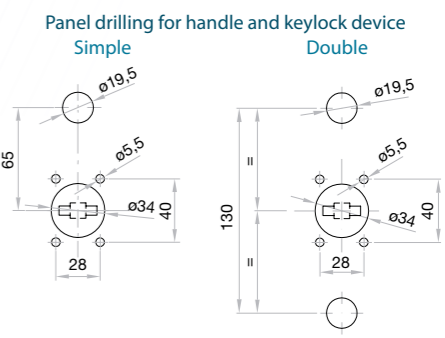 Panel drilling for handle and keylock device
Simple
Double
ø19,5
ø5,5
65
ø34
40
28
ø19,5
ø5,5
=
130
ø34
40
28
=